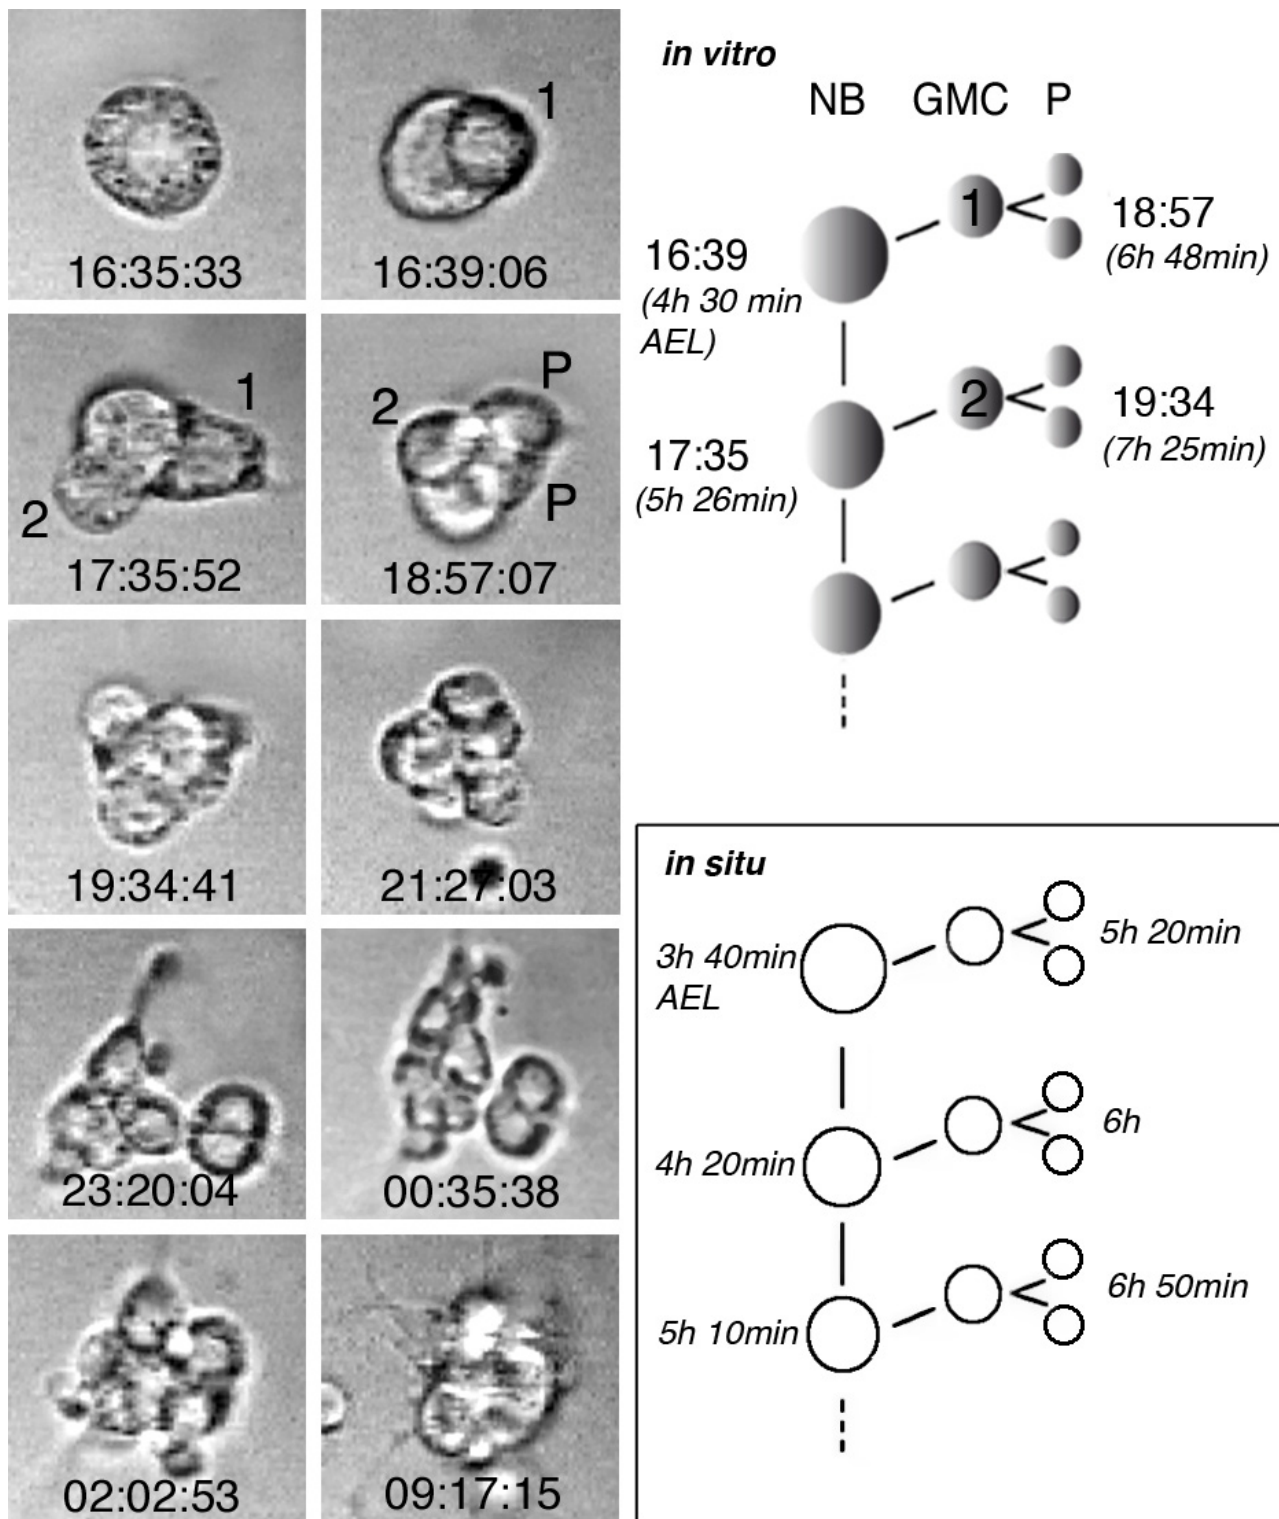 1
16:35:33
16:39:06
1
2
17:35:52
2
P
P
18:57:07
19:34:41
21:27:03
23:20:04
00:35:38
02:02:53
09:17:15
in vitro
NB GMC P
1
16:39
(4h 30 min
AEL)
18:57
(6h 48min)
2
17:35
(5h 26min)
19:34
(7h 25min)
in situ
3h 40min
AEL
5h 20min
4h 20min
6h
5h 10min
6h 50min